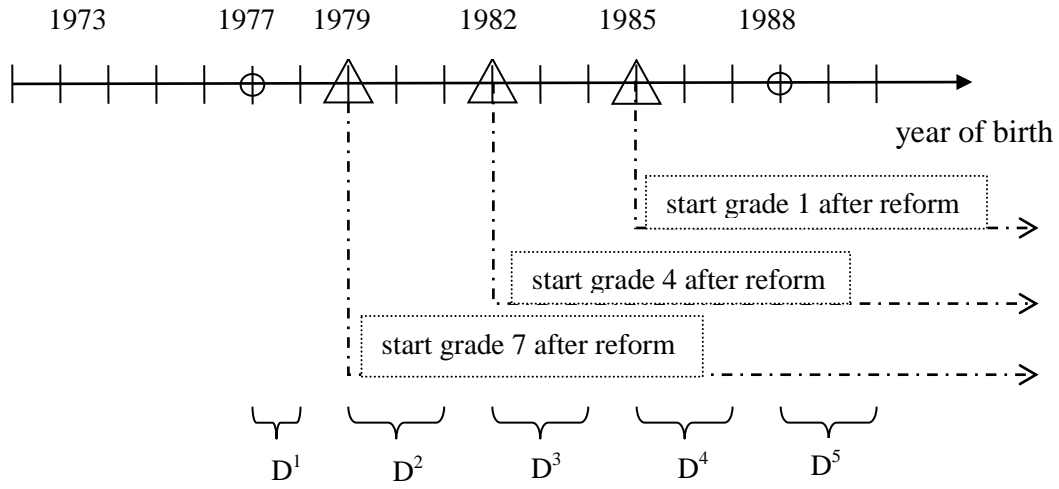 1973 1977 1979 1982 1985 1988
year of birth
start grade 1 after reform
start grade 4 after reform
start grade 7 after reform
D¹ D² D³ D⁴ D⁵